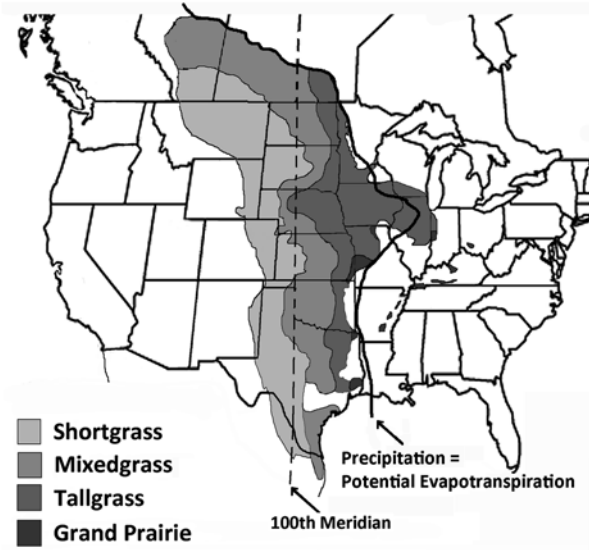 Shortgrass
Mixedgrass
Tallgrass
Grand Prairie
Precipitation =
Potential Evapotranspiration
100th Meridian